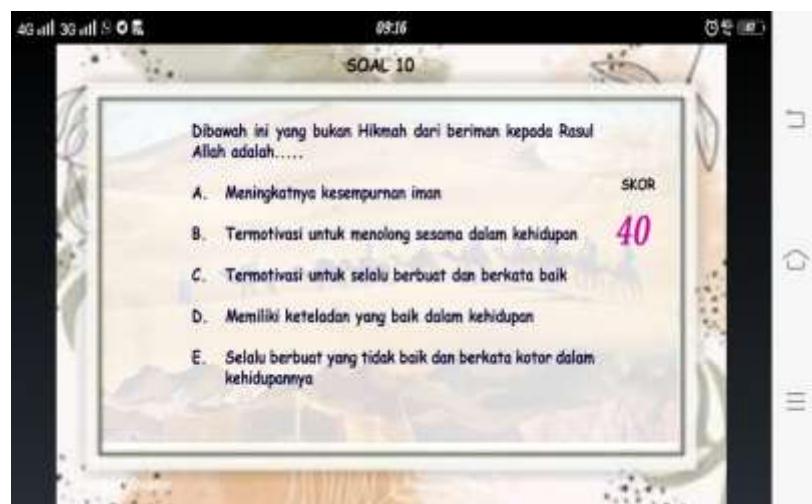 4G 3G 09:16
SOAL 10
Dibawah ini yang bukan Hikmah dari beriman kepada Rasul
Allah adalah.....
A. Meningkatnya kesempurnan iman
B. Termotivasi untuk menolong sesama dalam kehidupan
C. Termotivasi untuk selalu berbuat dan berkata baik
D. Memiliki keteladan yang baik dalam kehidupan
E. Selalu berbuat yang tidak baik dan berkata kotor dalam
kehidupannya
SKOR
40